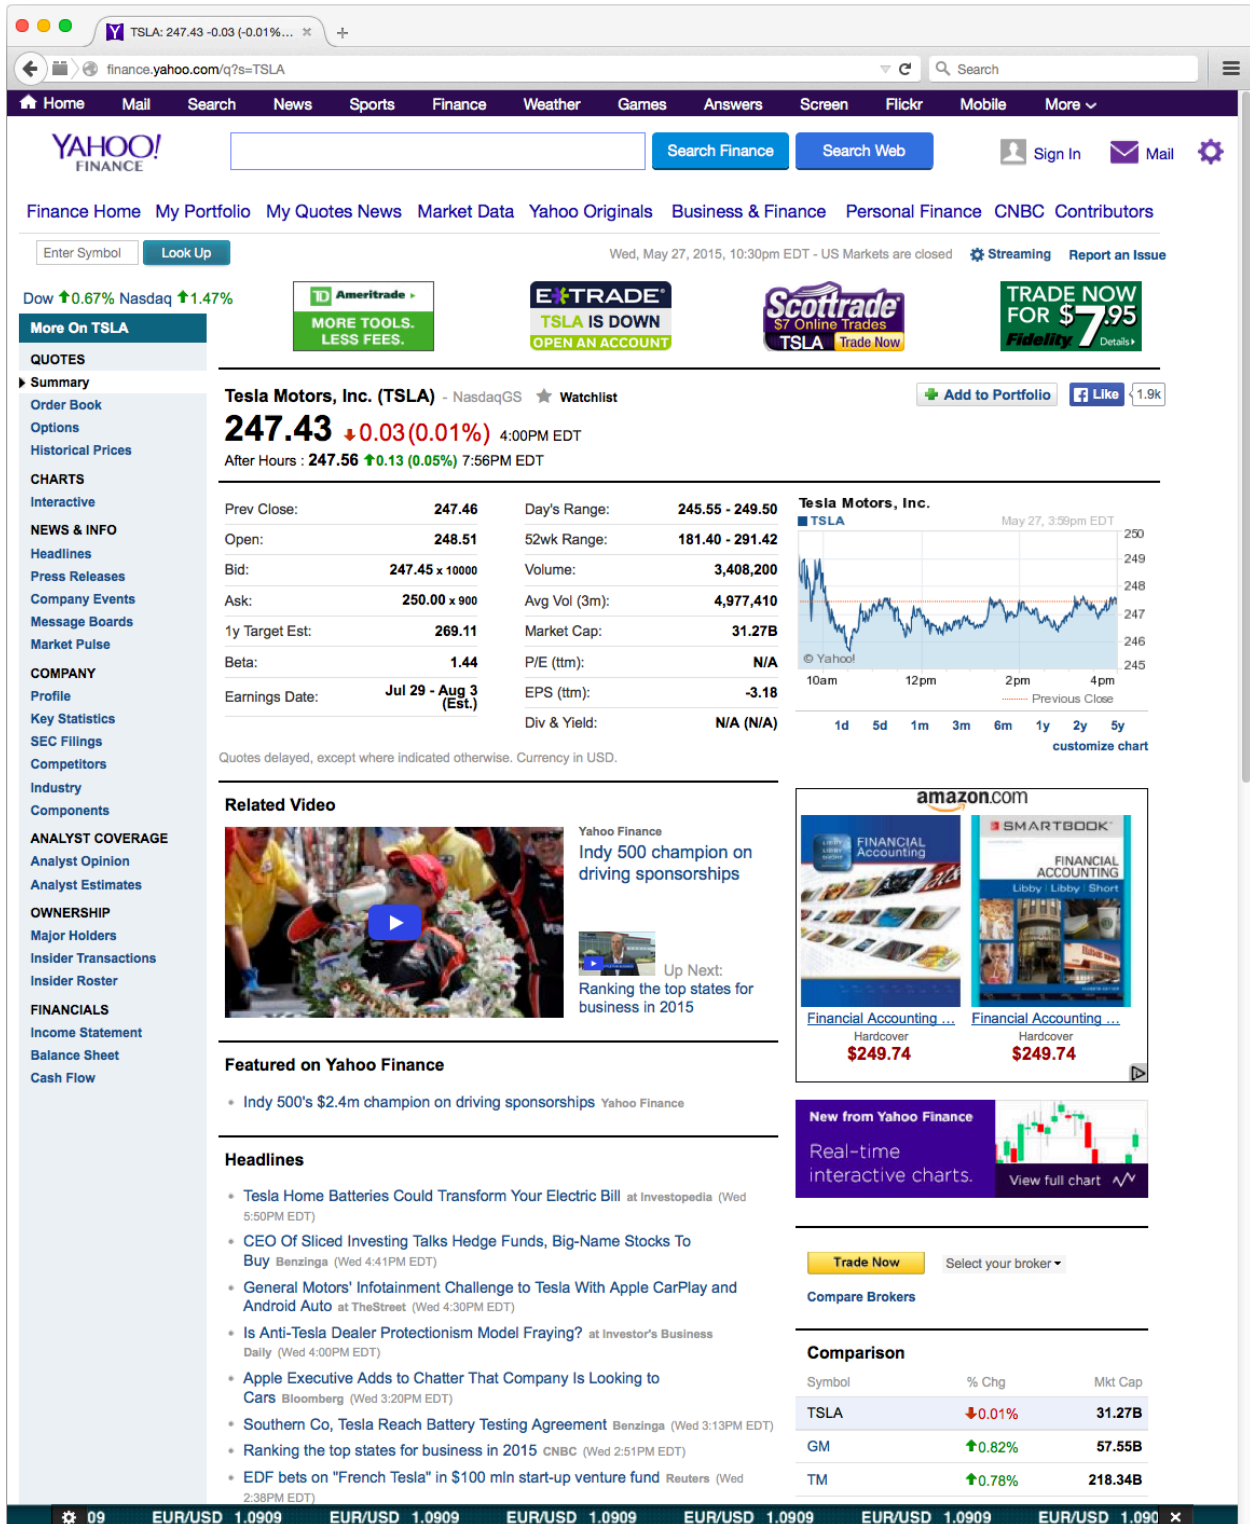 TSLA: 247.43 -0.03 (-0.01%...
finance.yahoo.com/q?s=TSLA
Search
Home Mail Search News Sports Finance Weather Games Answers Screen Flickr Mobile More
YAHOO!
FINANCE
Search Finance Search Web Sign In Mail
Finance Home My Portfolio My Quotes News Market Data Yahoo Originals Business & Finance Personal Finance CNBC Contributors
Enter Symbol Look Up Wed, May 27, 2015, 10:30pm EDT - US Markets are closed Streaming Report an Issue
Dow 0.67% Nasdaq 1.47%
TD Ameritrade
MORE TOOLS.
LESS FEES.
E*TRADE
TSLA IS DOWN
OPEN AN ACCOUNT
Scottrade
$7 Online Trades
TSLA Trade Now
TRADE NOW
FOR $7.95
Fidelity Details
More On TSLA
QUOTES
Summary
Order Book
Options
Historical Prices
CHARTS
Interactive
NEWS & INFO
Headlines
Press Releases
Company Events
Message Boards
Market Pulse
COMPANY
Profile
Key Statistics
SEC Filings
Competitors
Industry
Components
ANALYST COVERAGE
Analyst Opinion
Analyst Estimates
OWNERSHIP
Major Holders
Insider Transactions
Insider Roster
FINANCIALS
Income Statement
Balance Sheet
Cash Flow
Tesla Motors, Inc. (TSLA) - NasdaqGS Watchlist
Add to Portfolio Like 1.9k
247.43 0.03(0.01%) 4:00PM EDT
After Hours : 247.56 0.13 (0.05%) 7:56PM EDT
Prev Close: 247.46
Open: 248.51
Bid: 247.45 x 10000
Ask: 250.00 x 900
1y Target Est: 269.11
Beta: 1.44
Earnings Date: Jul 29 - Aug 3
(Est.)
Day's Range: 245.55 - 249.50
52wk Range: 181.40 - 291.42
Volume: 3,408,200
Avg Vol (3m): 4,977,410
Market Cap: 31.27B
P/E (ttm): N/A
EPS (ttm): -3.18
Div & Yield: N/A (N/A)
Quotes delayed, except where indicated otherwise. Currency in USD.
Tesla Motors, Inc.
TSLA May 27, 3:59pm EDT
250
249
248
247
246
245
© Yahoo!
10am 12pm 2pm 4pm
Previous Close
1d 5d 1m 3m 6m 1y 2y 5y
customize chart
Related Video
Yahoo Finance
Indy 500 champion on
driving sponsorships
Up Next:
Ranking the top states for
business in 2015
Featured on Yahoo Finance
Indy 500's $2.4m champion on driving sponsorships Yahoo Finance
Headlines
Tesla Home Batteries Could Transform Your Electric Bill at Investopedia (Wed
5:50PM EDT)
CEO Of Sliced Investing Talks Hedge Funds, Big-Name Stocks To
Buy Benzinga (Wed 4:41PM EDT)
General Motors' Infotainment Challenge to Tesla With Apple CarPlay and
Android Auto at TheStreet (Wed 4:30PM EDT)
Is Anti-Tesla Dealer Protectionism Model Fraying? at Investor's Business
Daily (Wed 4:00PM EDT)
Apple Executive Adds to Chatter That Company Is Looking to
Cars Bloomberg (Wed 3:20PM EDT)
Southern Co, Tesla Reach Battery Testing Agreement Benzinga (Wed 3:13PM EDT)
Ranking the top states for business in 2015 CNBC (Wed 2:51PM EDT)
EDF bets on "French Tesla" in $100 mln start-up venture fund Reuters (Wed
2:38PM EDT)
amazon.com
LIBBY
LIBBY
SHORT
FINANCIAL
Accounting
SMARTBOOK
FINANCIAL
ACCOUNTING
Libby | Libby | Short
Financial Accounting ... Financial Accounting ...
Hardcover Hardcover
$249.74 $249.74
New from Yahoo Finance
Real-time
interactive charts.
View full chart
Trade Now Select your broker
Compare Brokers
Comparison
Symbol % Chg Mkt Cap
TSLA 0.01% 31.27B
GM 0.82% 57.55B
TM 0.78% 218.34B
09 EUR/USD 1.0909 EUR/USD 1.0909 EUR/USD 1.0909 EUR/USD 1.0909 EUR/USD 1.0909 EUR/USD 1.090